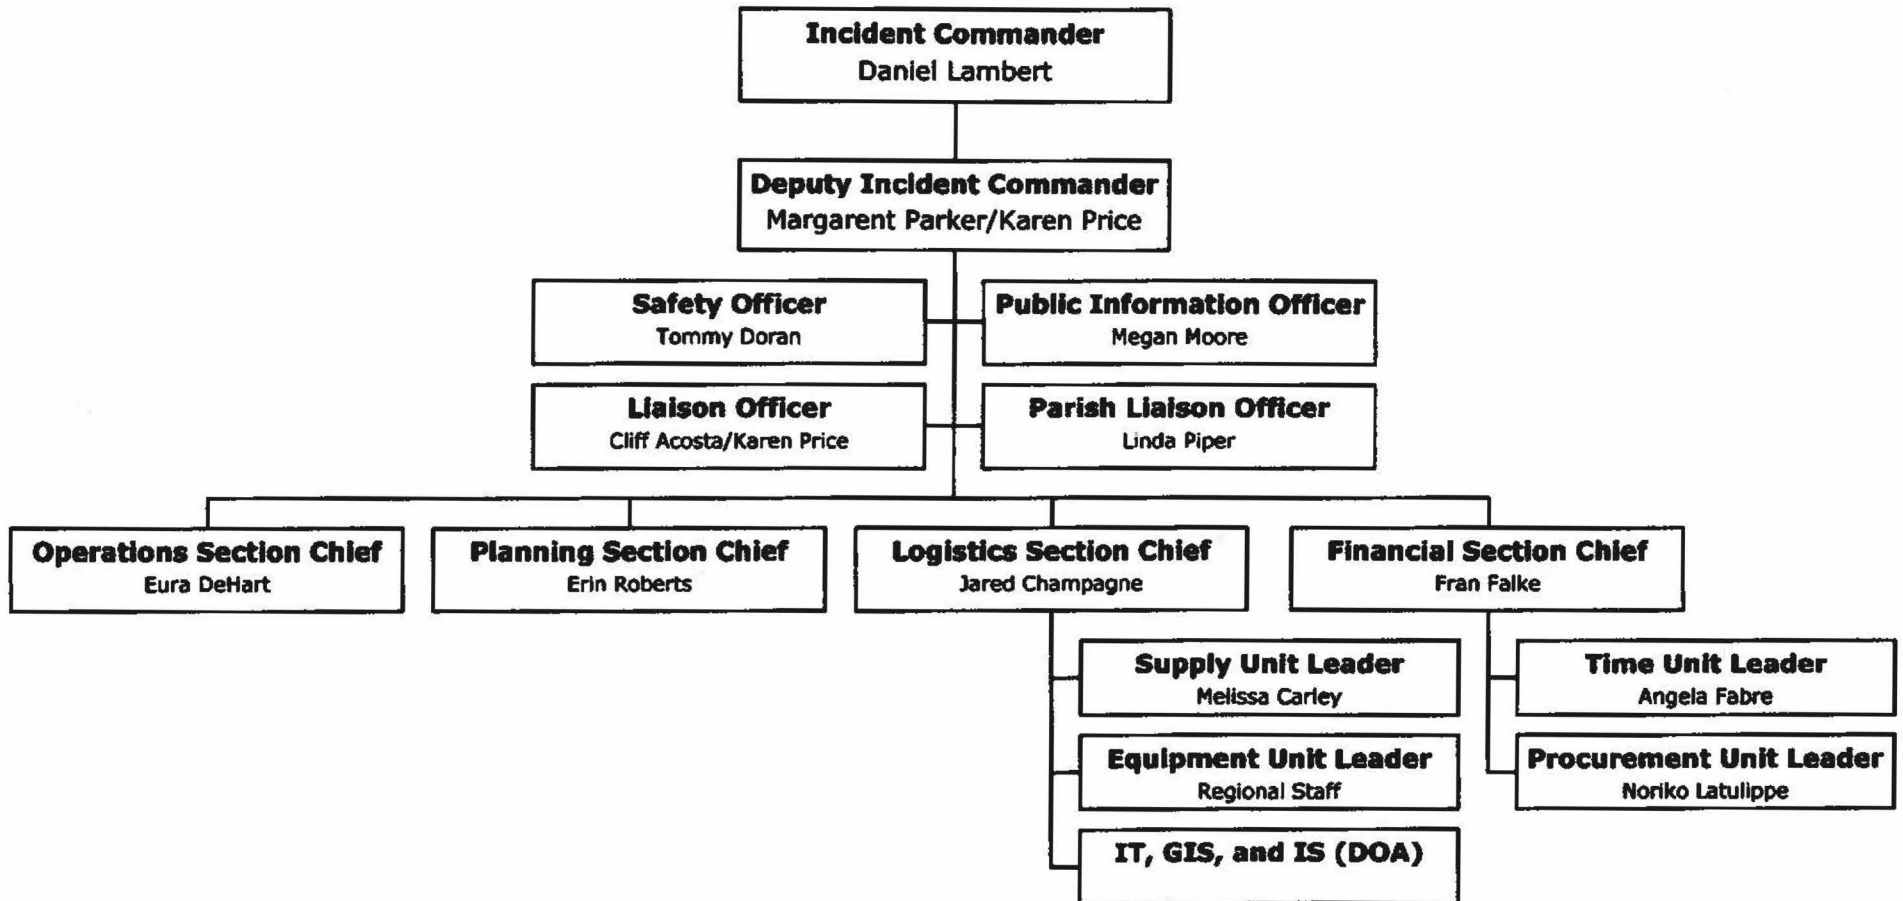 Incident Commander
Daniel Lambert
Deputy Incident Commander
Margarent Parker/Karen Price
Safety Officer
Tommy Doran
Public Information Officer
Megan Moore
Liaison Officer
Cliff Acosta/Karen Price
Parish Liaison Officer
Linda Piper
Operations Section Chief
Eura DeHart
Planning Section Chief
Erin Roberts
Logistics Section Chief
Jared Champagne
Financial Section Chief
Fran Falke
Supply Unit Leader
Melissa Carley
Equipment Unit Leader
Regional Staff
IT, GIS, and IS (DOA)
Time Unit Leader
Angela Fabre
Procurement Unit Leader
Noriko Latulippe